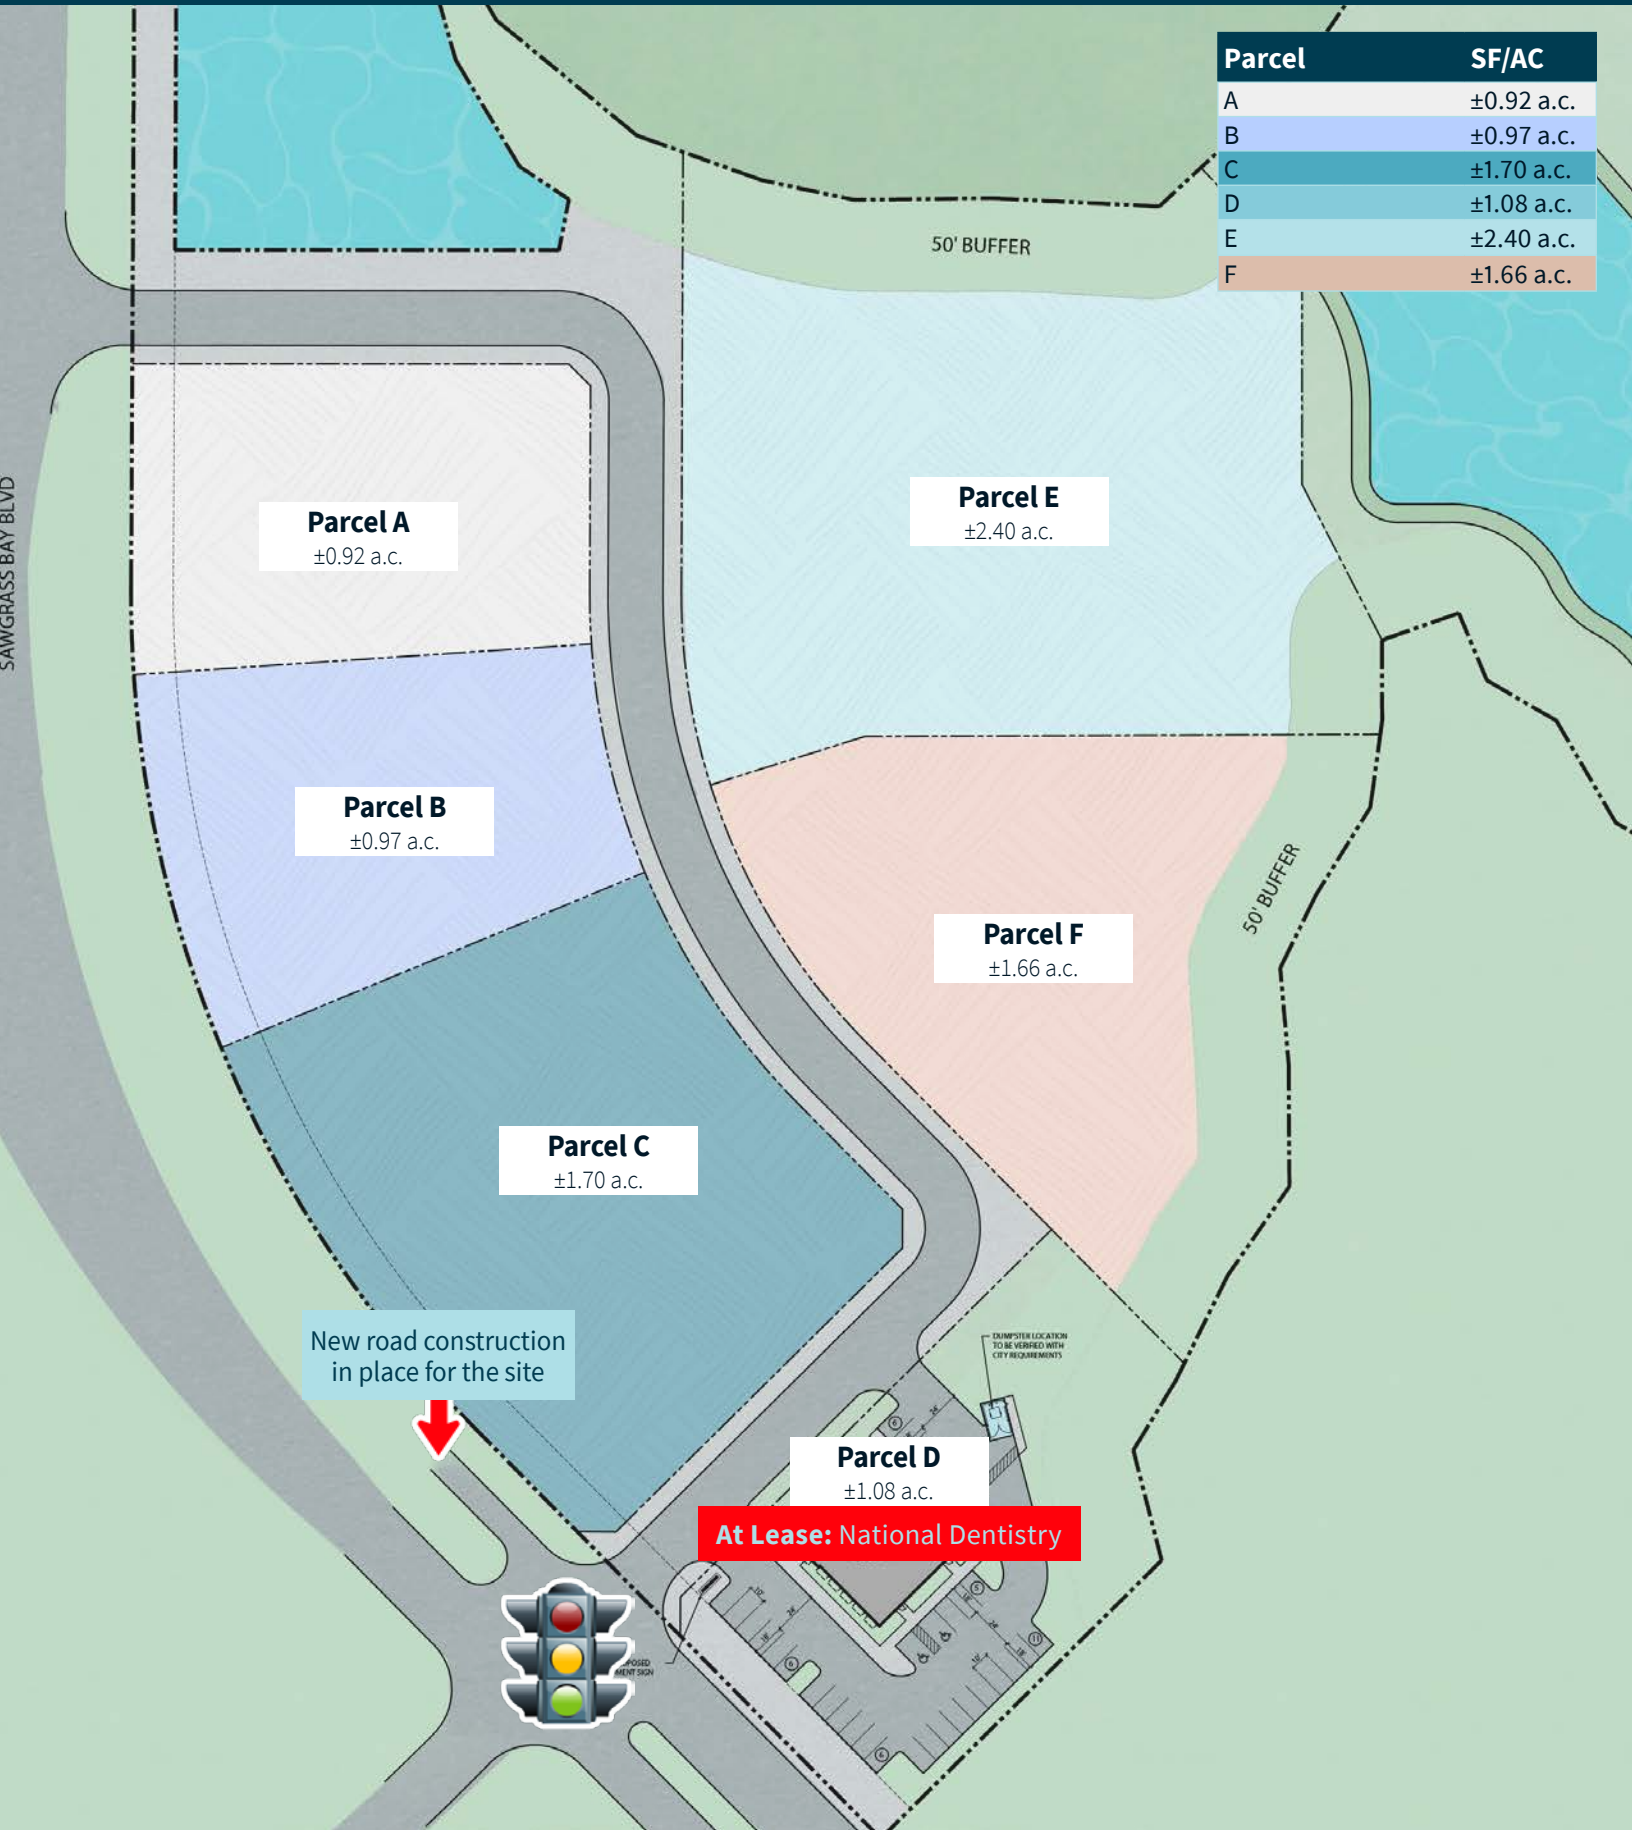 Parcel SF/AC
A ±0.92 a.c.
B ±0.97 a.c.
C ±1.70 a.c.
D ±1.08 a.c.
E ±2.40 a.c.
F ±1.66 a.c.
50' BUFFER
SAWGRASS BAY BLVD
Parcel E
±2.40 a.c.
Parcel A
±0.92 a.c.
Parcel B
±0.97 a.c.
50' BUFFER
Parcel F
±1.66 a.c.
Parcel C
±1.70 a.c.
New road construction
in place for the site
DUMPSTER LOCATION
TO BE VERIFIED WITH
CITY REQUIREMENTS
Parcel D
±1.08 a.c.
At Lease: National Dentistry
MENT SIGN